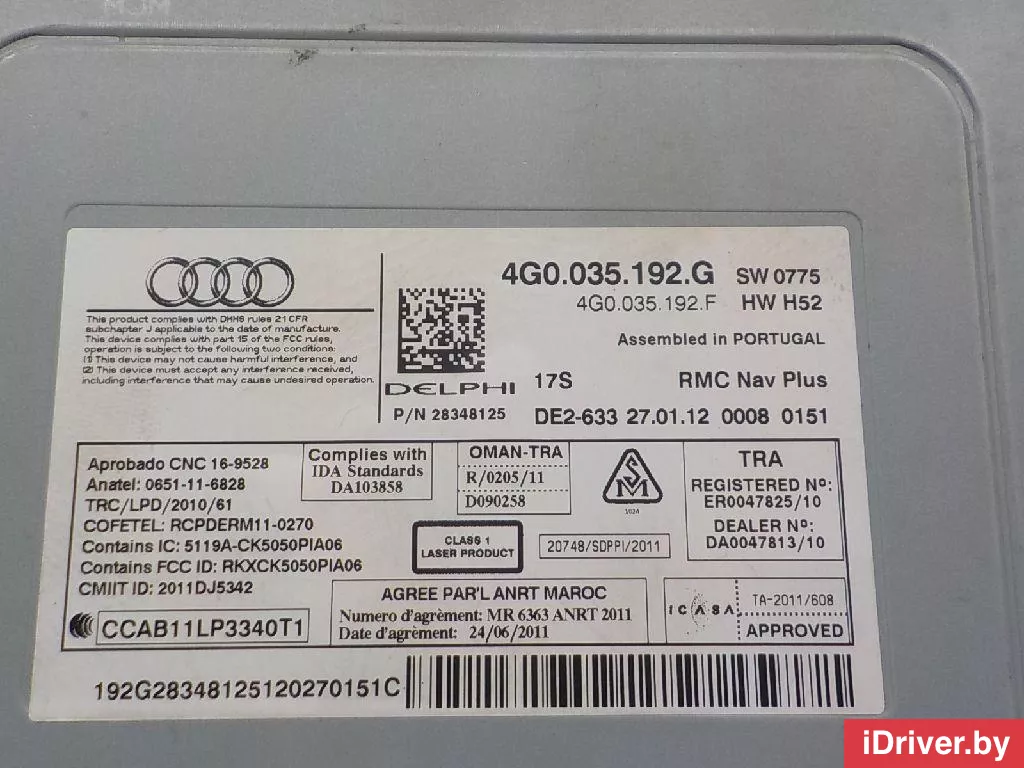 This product complies with DHHS rules 21 CFR
subchapter J applicable to the date of manufacture.
This device complies with part 15 of the FCC rules,
operation is subject to the following two conditions:
(1) This device may not cause harmful interference, and
(2) This device must accept any interference received,
including interference that may cause undesired operation.
4G0.035.192.G SW 0775
4G0.035.192.F HW H52
Assembled in PORTUGAL
DELPHI 17S RMC Nav Plus
P/N 28348125 DE2-633 27.01.12 0008 0151
Aprobado CNC 16-9528
Anatel: 0651-11-6828
TRC/LPD/2010/61
COFETEL: RCPDERM11-0270
Contains IC: 5119A-CK5050PIA06
Contains FCC ID: RKXCK5050PIA06
CMIIT ID: 2011DJ5342
CCAB11LP3340T1
Complies with
IDA Standards
DA103858
OMAN-TRA
R/0205/11
D090258
CLASS 1
LASER PRODUCT
1024
20748/SDPPI/2011
TRA
REGISTERED Nº:
ER0047825/10
DEALER Nº:
DA0047813/10
AGREE PAR'L ANRT MAROC
Numero d'agrément: MR 6363 ANRT 2011
Date d'agrément: 24/06/2011
ICASA
TA-2011/608
APPROVED
192G28348125120270151C
iDriver.by